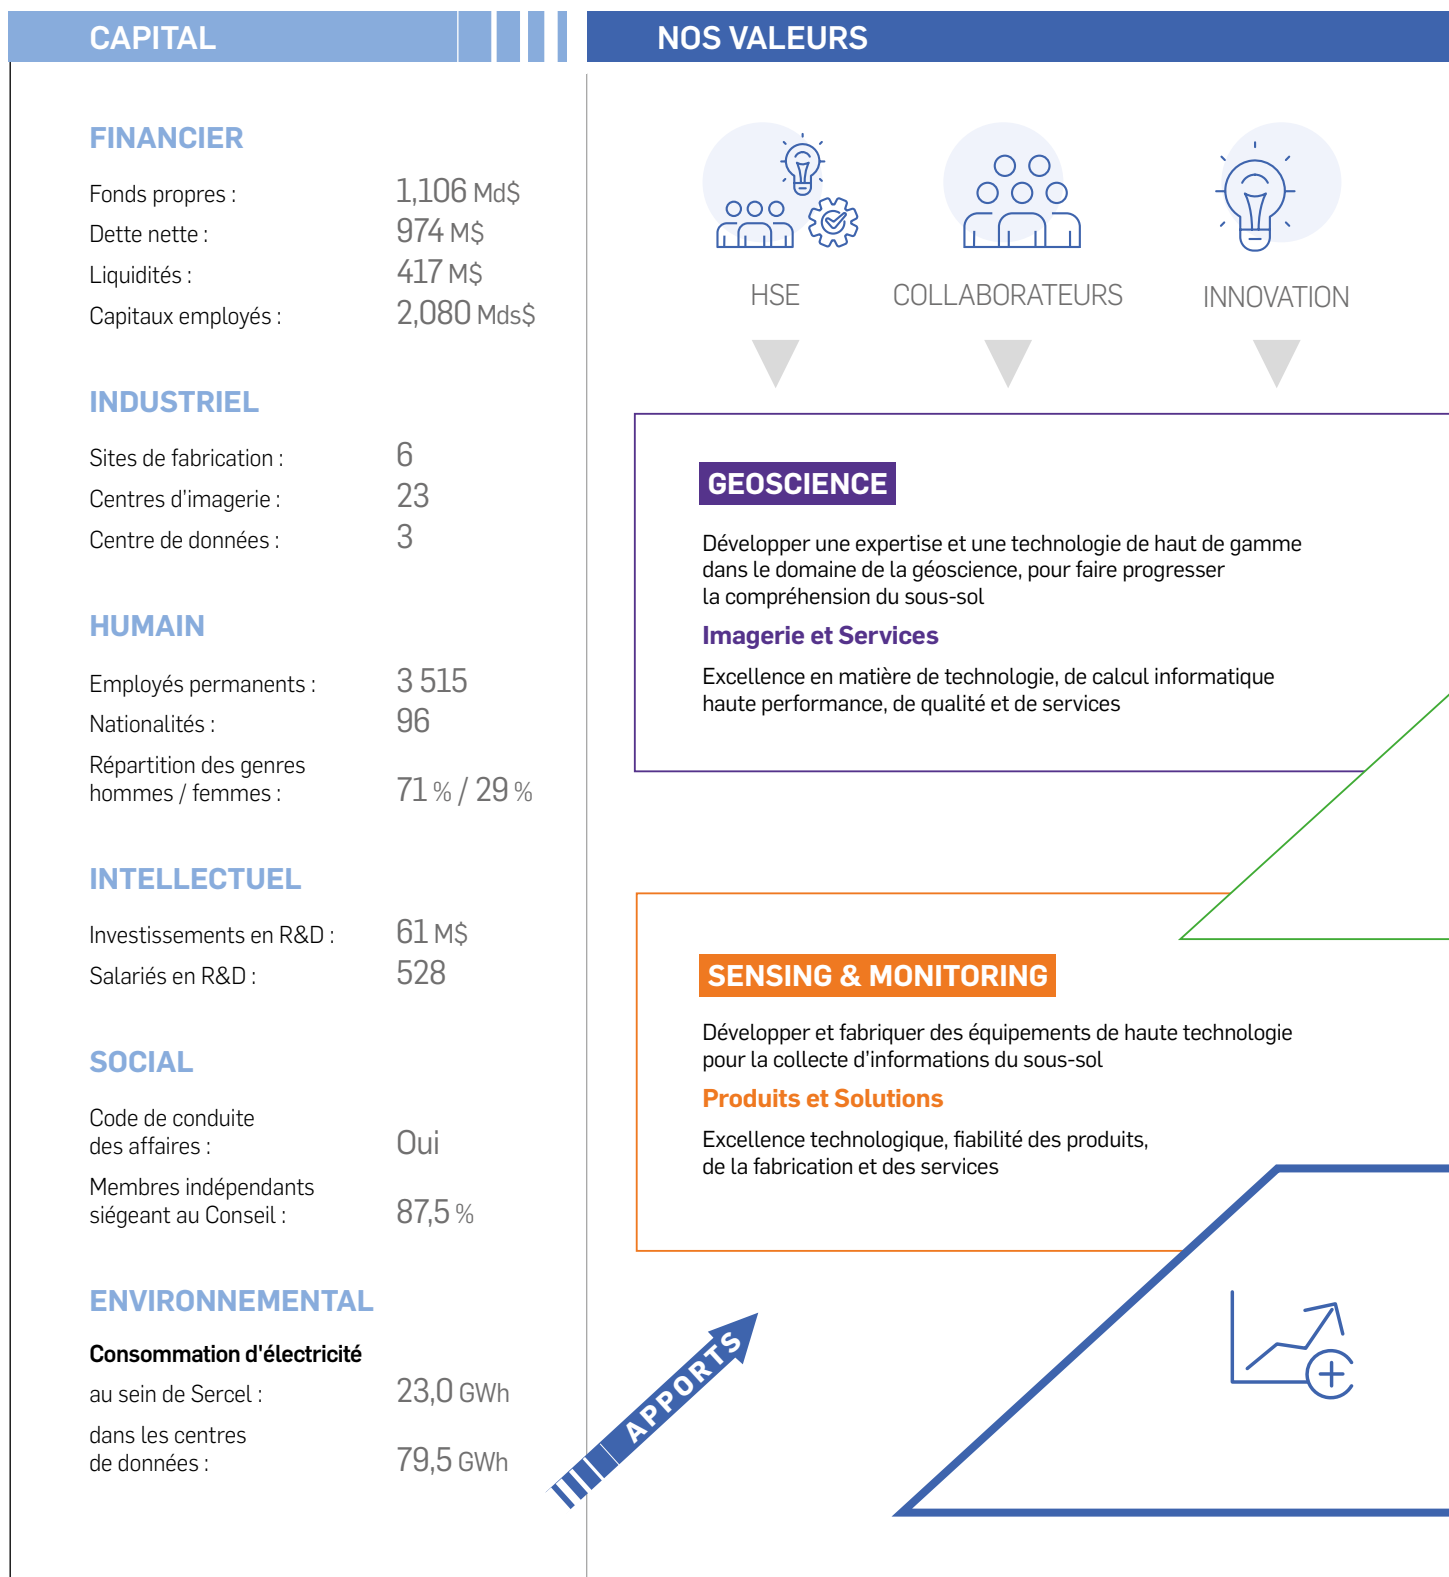 CAPITAL
FINANCIER
Fonds propres : 1,106 Md$
Dette nette : 974 M$
Liquidités : 417 M$
Capitaux employés : 2,080 Mds$
INDUSTRIEL
Sites de fabrication : 6
Centres d'imagerie : 23
Centre de données : 3
HUMAIN
Employés permanents : 3 515
Nationalités : 96
Répartition des genres
hommes / femmes : 71 % / 29 %
INTELLECTUEL
Investissements en R&D : 61 M$
Salariés en R&D : 528
SOCIAL
Code de conduite
des affaires : Oui
Membres indépendants
siégeant au Conseil : 87,5 %
ENVIRONNEMENTAL
Consommation d'électricité
au sein de Sercel : 23,0 GWh
dans les centres
de données : 79,5 GWh
APPORTS
NOS VALEURS
HSE
COLLABORATEURS
INNOVATION
GEOSCIENCE
Développer une expertise et une technologie de haut de gamme
dans le domaine de la géoscience, pour faire progresser
la compréhension du sous-sol
Imagerie et Services
Excellence en matière de technologie, de calcul informatique
haute performance, de qualité et de services
SENSING & MONITORING
Développer et fabriquer des équipements de haute technologie
pour la collecte d'informations du sous-sol
Produits et Solutions
Excellence technologique, fiabilité des produits,
de la fabrication et des services